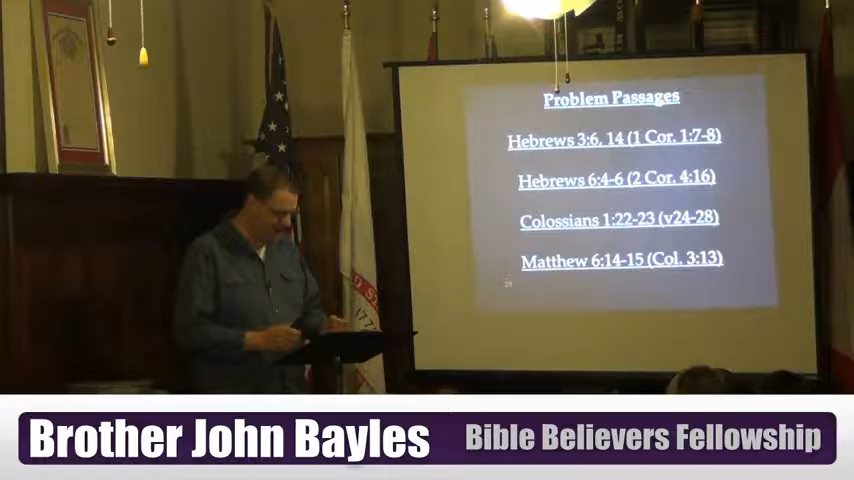 Problem Passages
Hebrews 3:6, 14 (1 Cor. 1:7-8)
Hebrews 6:4-6 (2 Cor. 4:16)
Colossians 1:22-23 (v24-28)
Matthew 6:14-15 (Col. 3:13)
Brother John Bayles
Bible Believers Fellowship